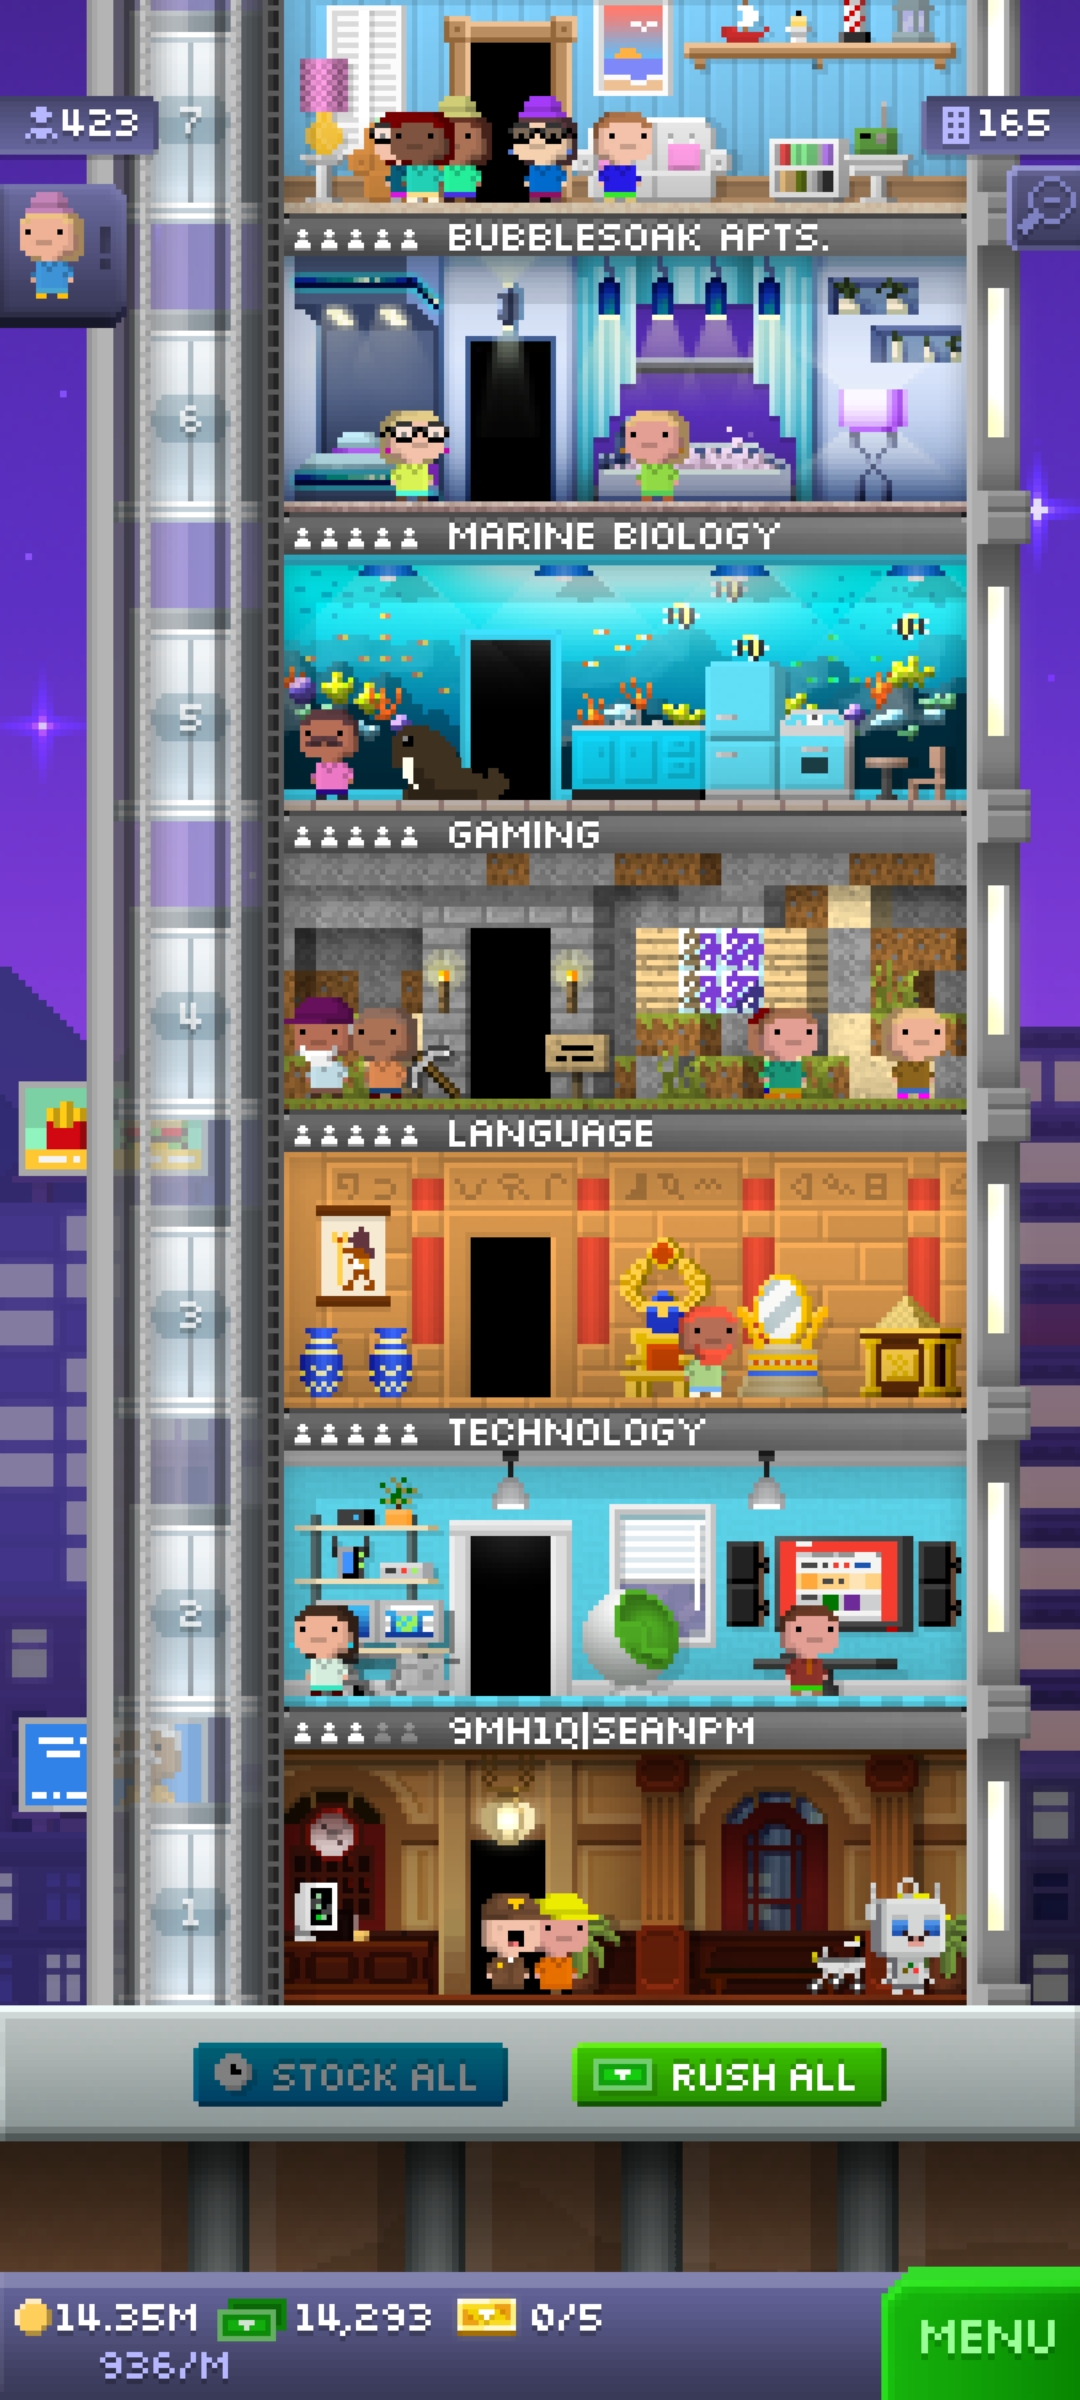 423
7
165
BUBBLESOAK APTS.
6
MARINE BIOLOGY
5
GAMING
4
LANGUAGE
3
TECHNOLOGY
2
9MH1Q|SEANPM
1
STOCK ALL
RUSH ALL
14.35M 14,293 0/5
936/M
MENU